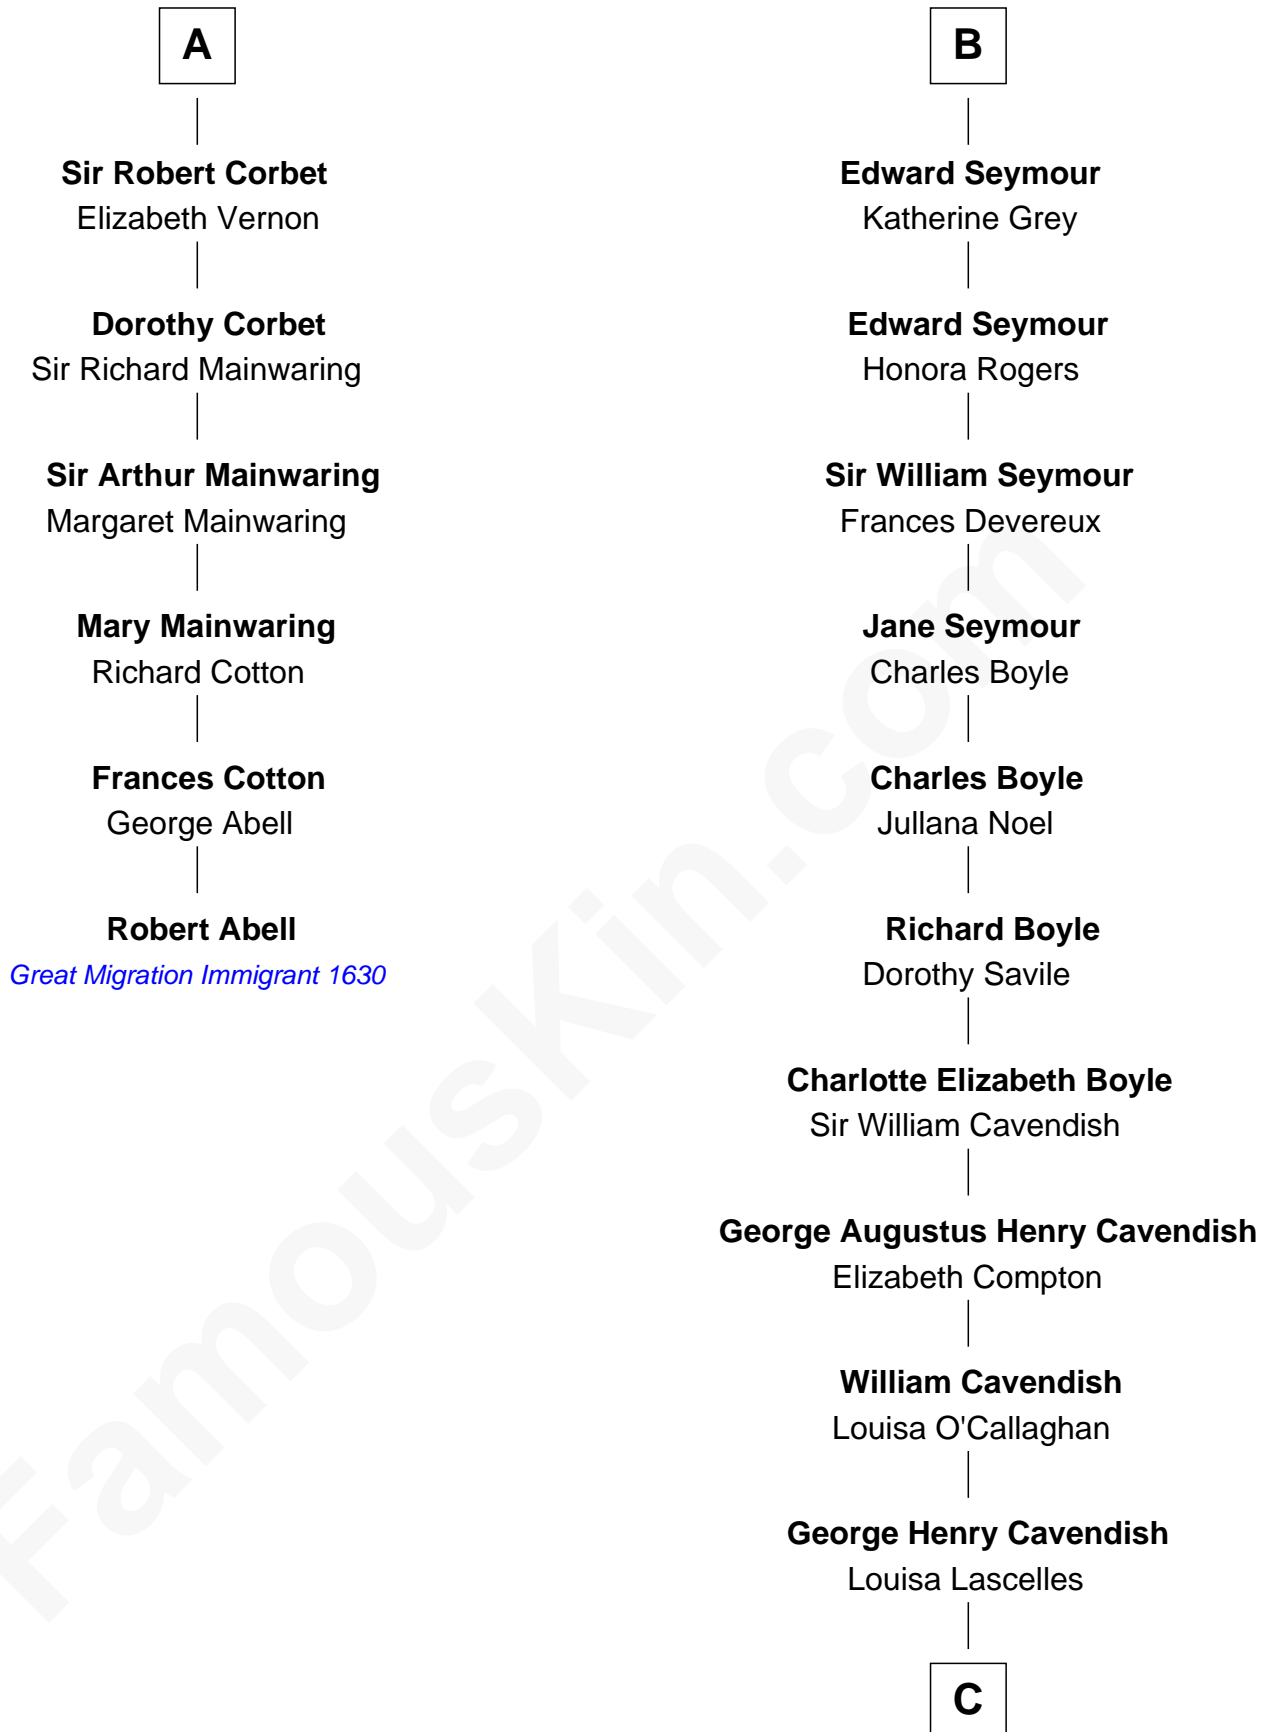 A
Sir Robert Corbet
Elizabeth Vernon
Dorothy Corbet
Sir Richard Mainwaring
Sir Arthur Mainwaring
Margaret Mainwaring
Mary Mainwaring
Richard Cotton
Frances Cotton
George Abell
Robert Abell
Great Migration Immigrant 1630
B
Edward Seymour
Katherine Grey
Edward Seymour
Honora Rogers
Sir William Seymour
Frances Devereux
Jane Seymour
Charles Boyle
Charles Boyle
Jullana Noel
Richard Boyle
Dorothy Savile
Charlotte Elizabeth Boyle
Sir William Cavendish
George Augustus Henry Cavendish
Elizabeth Compton
William Cavendish
Louisa O'Callaghan
George Henry Cavendish
Louisa Lascelles
C
FamousKin.com